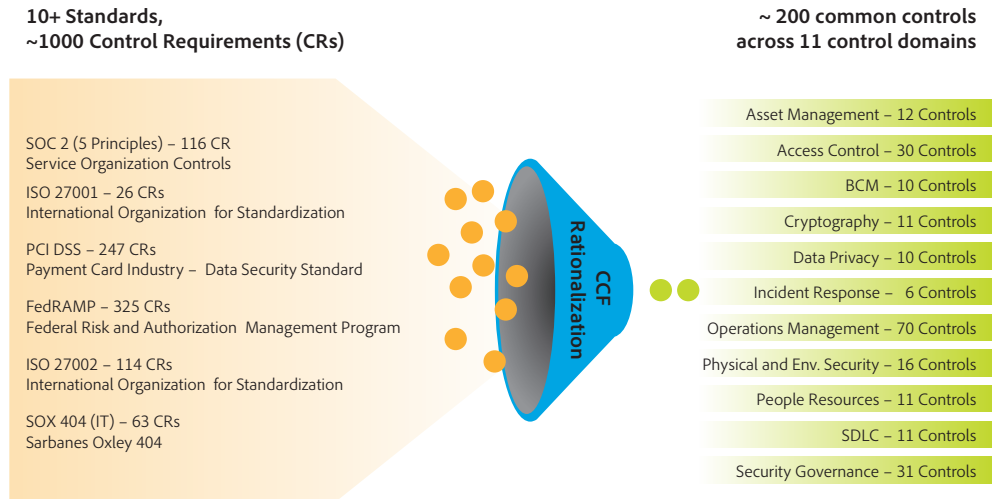 10+ Standards,
~1000 Control Requirements (CRs)
SOC 2 (5 Principles) – 116 CR
Service Organization Controls
ISO 27001 – 26 CRs
International Organization for Standardization
PCI DSS – 247 CRs
Payment Card Industry – Data Security Standard
FedRAMP – 325 CRs
Federal Risk and Authorization Management Program
ISO 27002 – 114 CRs
International Organization for Standardization
SOX 404 (IT) – 63 CRs
Sarbanes Oxley 404
CCF
Rationalization
~ 200 common controls
across 11 control domains
Asset Management – 12 Controls
Access Control – 30 Controls
BCM – 10 Controls
Cryptography – 11 Controls
Data Privacy – 10 Controls
Incident Response – 6 Controls
Operations Management – 70 Controls
Physical and Env. Security – 16 Controls
People Resources – 11 Controls
SDLC – 11 Controls
Security Governance – 31 Controls